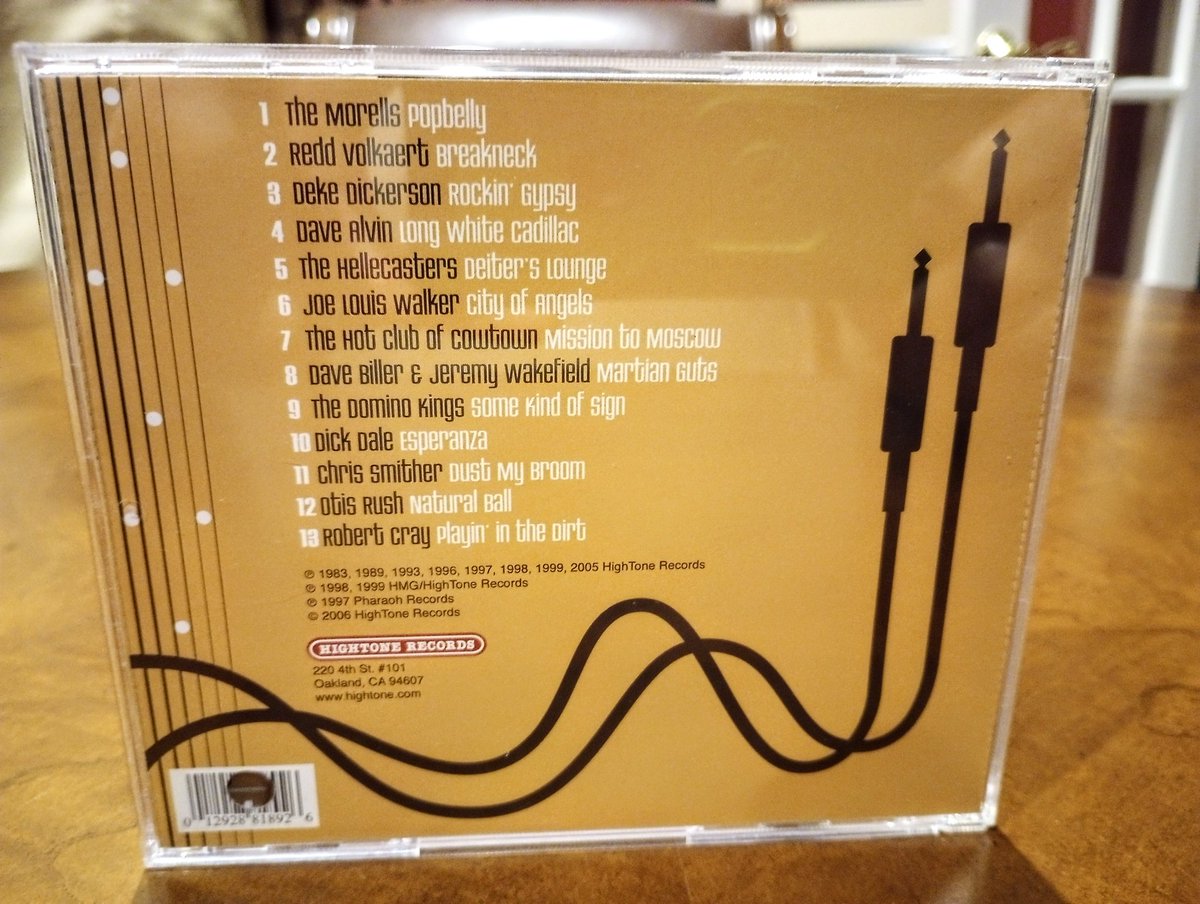 1 The Morells Popbelly
2 Redd Volkaert Breakneck
3 Deke Dickerson Rockin' Gypsy
4 Dave Alvin Long White Cadillac
5 The Hellecasters Deiter's Lounge
6 Joe Louis Walker City of Angels
7 The Hot Club of Cowtown Mission to Moscow
8 Dave Biller & Jeremy Wakefield Martian Guts
9 The Domino Kings Some Kind of Sign
10 Dick Dale Esperanza
11 Chris Smither Dust My Broom
12 Otis Rush Natural Ball
13 Robert Cray Playin' in the Dirt
℗ 1983, 1989, 1993, 1996, 1997, 1998, 1999, 2005 HighTone Records
℗ 1998, 1999 HMG/HighTone Records
℗ 1997 Pharaoh Records
© 2006 HighTone Records
HIGHTONE RECORDS
220 4th St. #101
Oakland, CA 94607
www.hightone.com
0 12928 81892 6